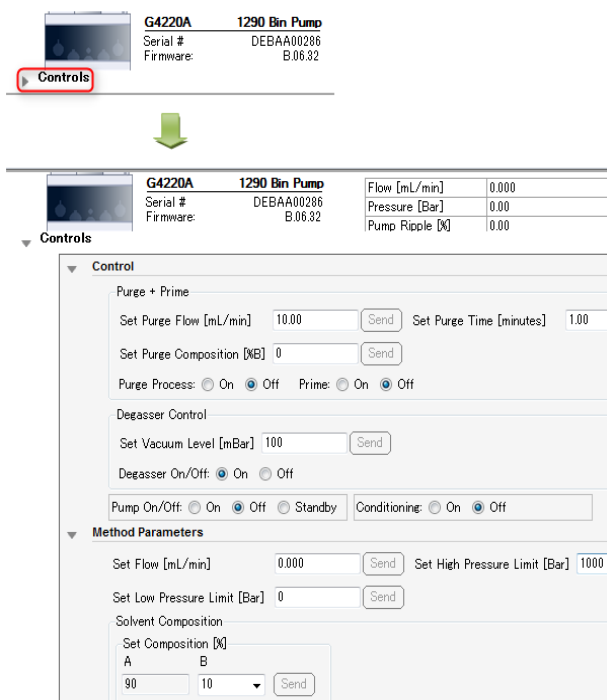 G4220A 1290 Bin Pump
Serial # DEBAA00286
Firmware: B.06.32
Controls
G4220A 1290 Bin Pump
Serial # DEBAA00286
Firmware: B.06.32
Flow [mL/min] 0.000
Pressure [Bar] 0.00
Pump Ripple [%] 0.00
Controls
Control
Purge + Prime
Set Purge Flow [mL/min] 10.00 Send Set Purge Time [minutes] 1.00
Set Purge Composition [%B] 0 Send
Purge Process: On Off Prime: On Off
Degasser Control
Set Vacuum Level [mBar] 100 Send
Degasser On/Off: On Off
Pump On/Off: On Off Standby Conditioning: On Off
Method Parameters
Set Flow [mL/min] 0.000 Send Set High Pressure Limit [Bar] 1000
Set Low Pressure Limit [Bar] 0 Send
Solvent Composition
Set Composition [%]
A B
90 10 Send